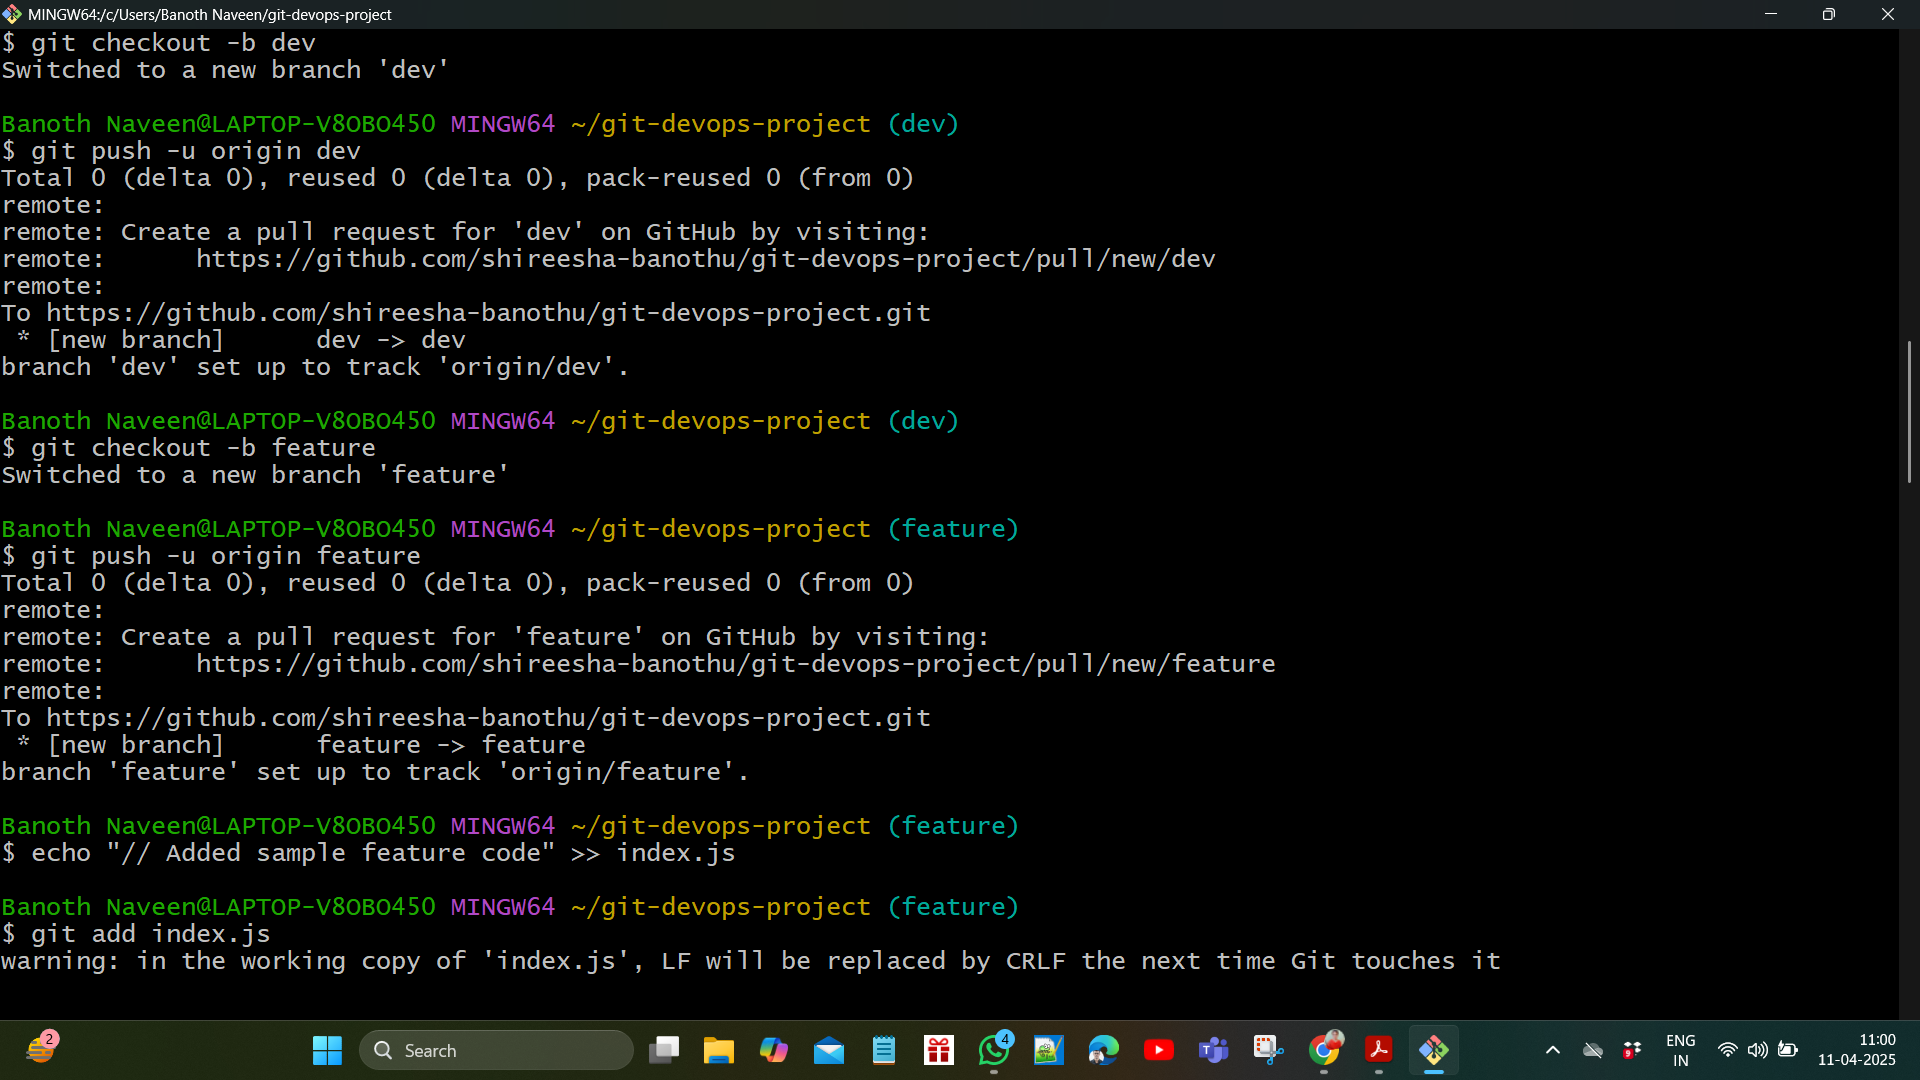 MINGW64:/c/Users/Banoth Naveen/git-devops-project
$ git checkout -b dev
Switched to a new branch 'dev'
Banoth Naveen@LAPTOP-V8OBO450 MINGW64 ~/git-devops-project (dev)
$ git push -u origin dev
Total 0 (delta 0), reused 0 (delta 0), pack-reused 0 (from 0)
remote:
remote: Create a pull request for 'dev' on GitHub by visiting:
remote:      https://github.com/shireesha-banothu/git-devops-project/pull/new/dev
remote:
To https://github.com/shireesha-banothu/git-devops-project.git
 * [new branch]      dev -> dev
branch 'dev' set up to track 'origin/dev'.
Banoth Naveen@LAPTOP-V8OBO450 MINGW64 ~/git-devops-project (dev)
$ git checkout -b feature
Switched to a new branch 'feature'
Banoth Naveen@LAPTOP-V8OBO450 MINGW64 ~/git-devops-project (feature)
$ git push -u origin feature
Total 0 (delta 0), reused 0 (delta 0), pack-reused 0 (from 0)
remote:
remote: Create a pull request for 'feature' on GitHub by visiting:
remote:      https://github.com/shireesha-banothu/git-devops-project/pull/new/feature
remote:
To https://github.com/shireesha-banothu/git-devops-project.git
 * [new branch]      feature -> feature
branch 'feature' set up to track 'origin/feature'.
Banoth Naveen@LAPTOP-V8OBO450 MINGW64 ~/git-devops-project (feature)
$ echo "// Added sample feature code" >> index.js
Banoth Naveen@LAPTOP-V8OBO450 MINGW64 ~/git-devops-project (feature)
$ git add index.js
warning: in the working copy of 'index.js', LF will be replaced by CRLF the next time Git touches it
2
Search
4
9
ENG
IN
11:00
11-04-2025